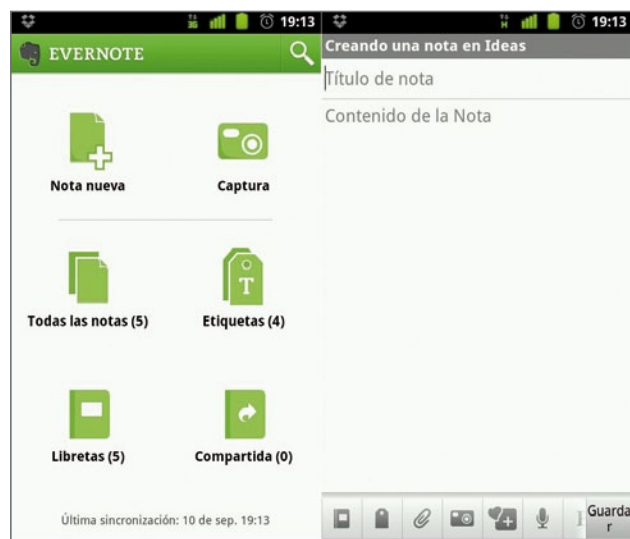 19:13
EVERNOTE
Nota nueva
Captura
Todas las notas (5)
T
Etiquetas (4)
Libretas (5)
Compartida (0)
Última sincronización: 10 de sep. 19:13
19:13
Creando una nota en Ideas
Título de nota
Contenido de la Nota
Guarda
r